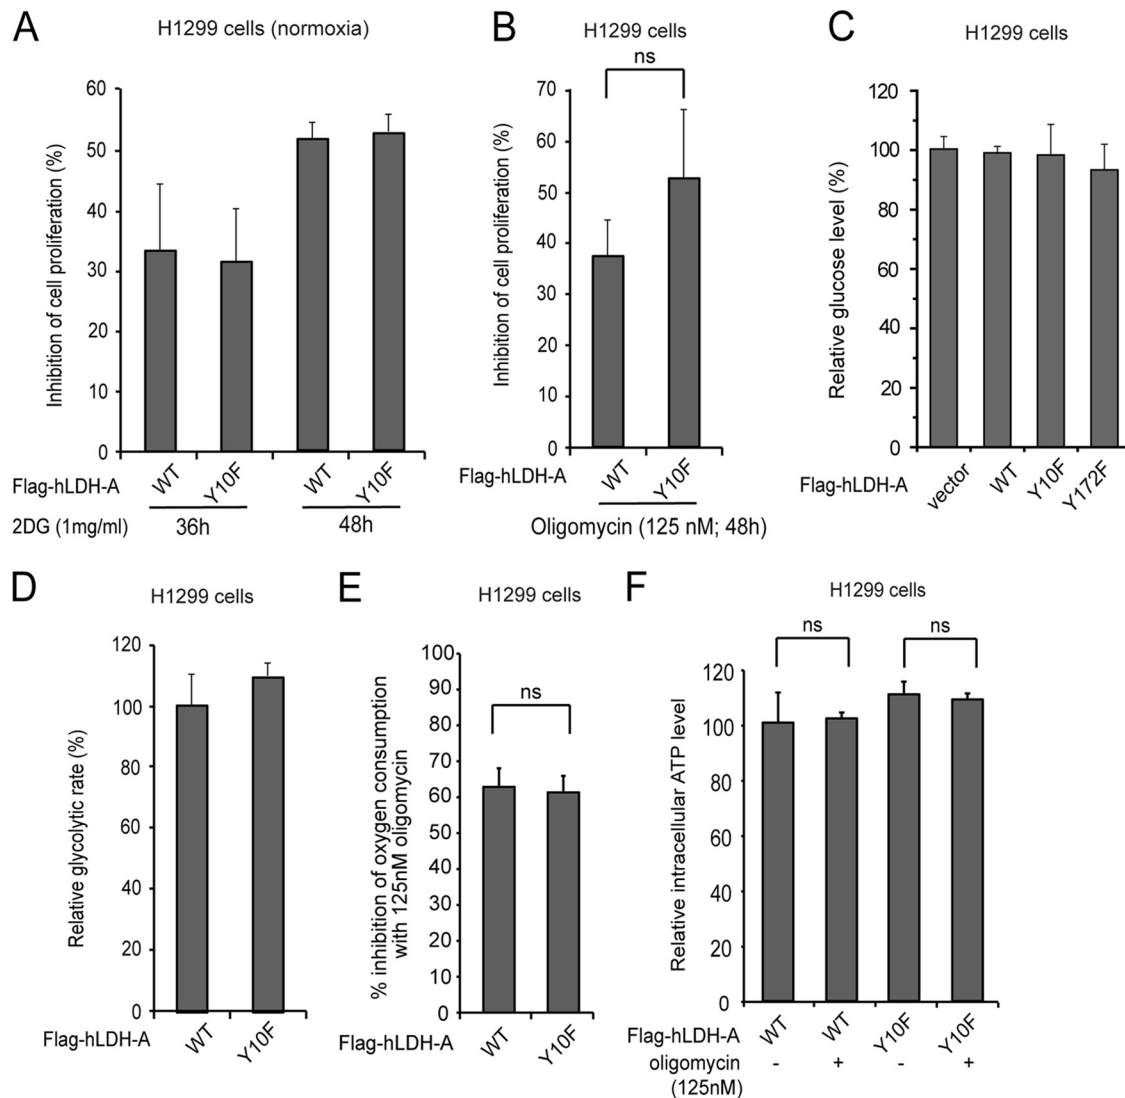 A
H1299 cells (normoxia)
Inhibition of cell proliferation (%)
60
50
40
30
20
10
0
Flag-hLDH-A
WT
Y10F
WT
Y10F
2DG (1mg/ml)
36h
48h
B
H1299 cells
ns
Inhibition of cell proliferation (%)
70
60
50
40
30
20
10
0
Flag-hLDH-A
WT
Y10F
Oligomycin (125 nM; 48h)
C
H1299 cells
Relative glucose level (%)
120
100
80
60
40
20
0
Flag-hLDH-A
vector
WT
Y10F
Y172F
D
H1299 cells
Relative glycolytic rate (%)
120
100
80
60
40
20
0
Flag-hLDH-A
WT
Y10F
E
H1299 cells
ns
% inhibition of oxygen consumption
with 125nM oligomycin
100
90
80
70
60
50
40
30
20
10
0
Flag-hLDH-A
WT
Y10F
F
H1299 cells
ns
ns
Relative intracellular ATP level
120
100
80
60
40
20
0
Flag-hLDH-A
WT
WT
Y10F
Y10F
oligomycin
- + - +
(125nM)